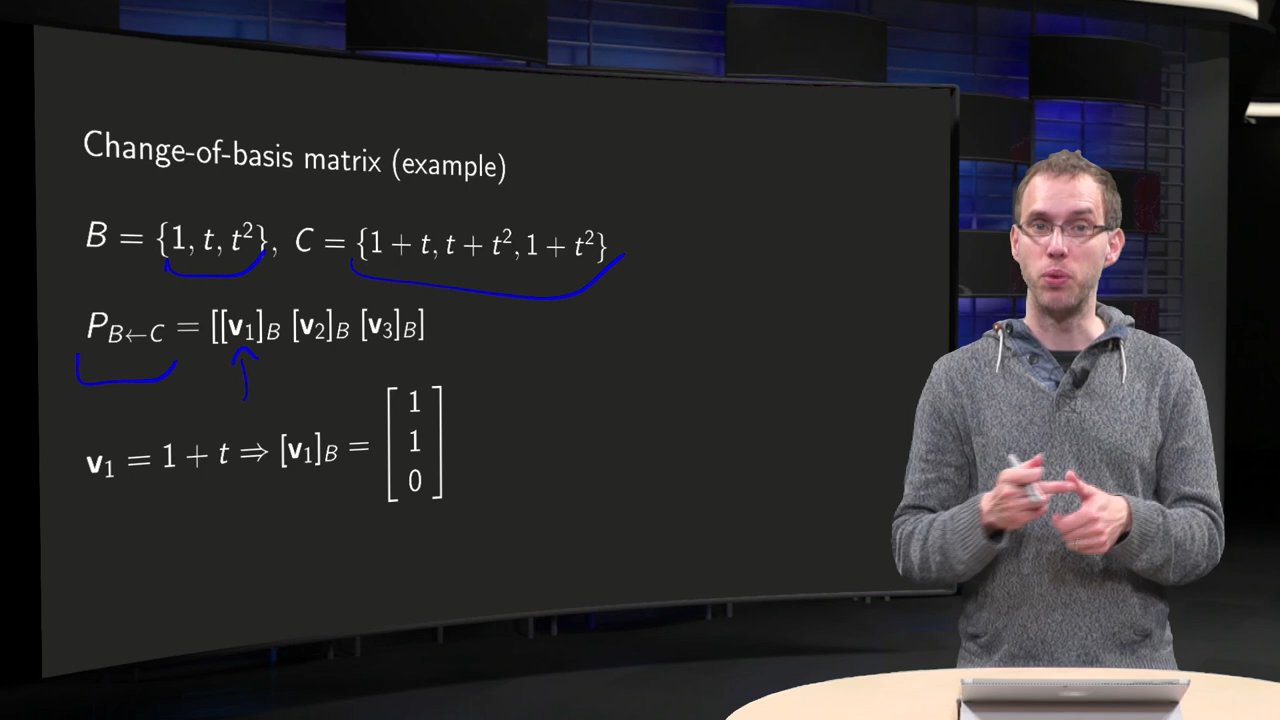 Change-of-basis matrix (example)
B = {1, t, t²}, C = {1 + t, t + t², 1 + t²}
P_{B←C} = [[v₁]_B [v₂]_B [v₃]_B]
v₁ = 1 + t ⇒ [v₁]_B = [1 1 0]